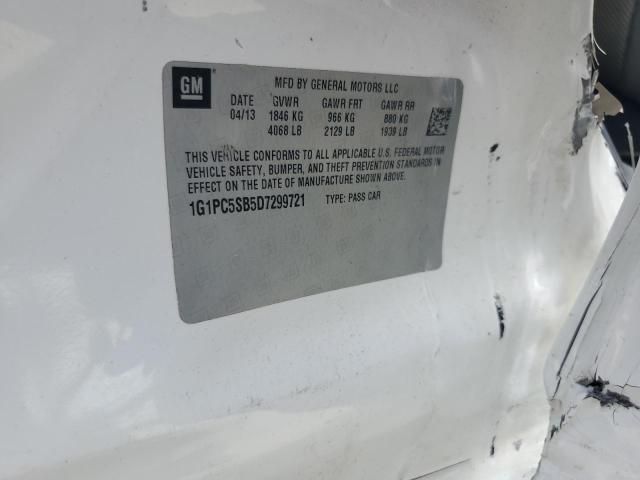 GM
MFD BY GENERAL MOTORS LLC
DATE GVWR GAWR FRT GAWR RR
04/13 1846 KG 966 KG 880 KG
4068 LB 2129 LB 1939 LB
THIS VEHICLE CONFORMS TO ALL APPLICABLE U.S. FEDERAL MOTOR
VEHICLE SAFETY, BUMPER, AND THEFT PREVENTION STANDARDS IN
EFFECT ON THE DATE OF MANUFACTURE SHOWN ABOVE.
1G1PC5SB5D7299721 TYPE: PASS CAR